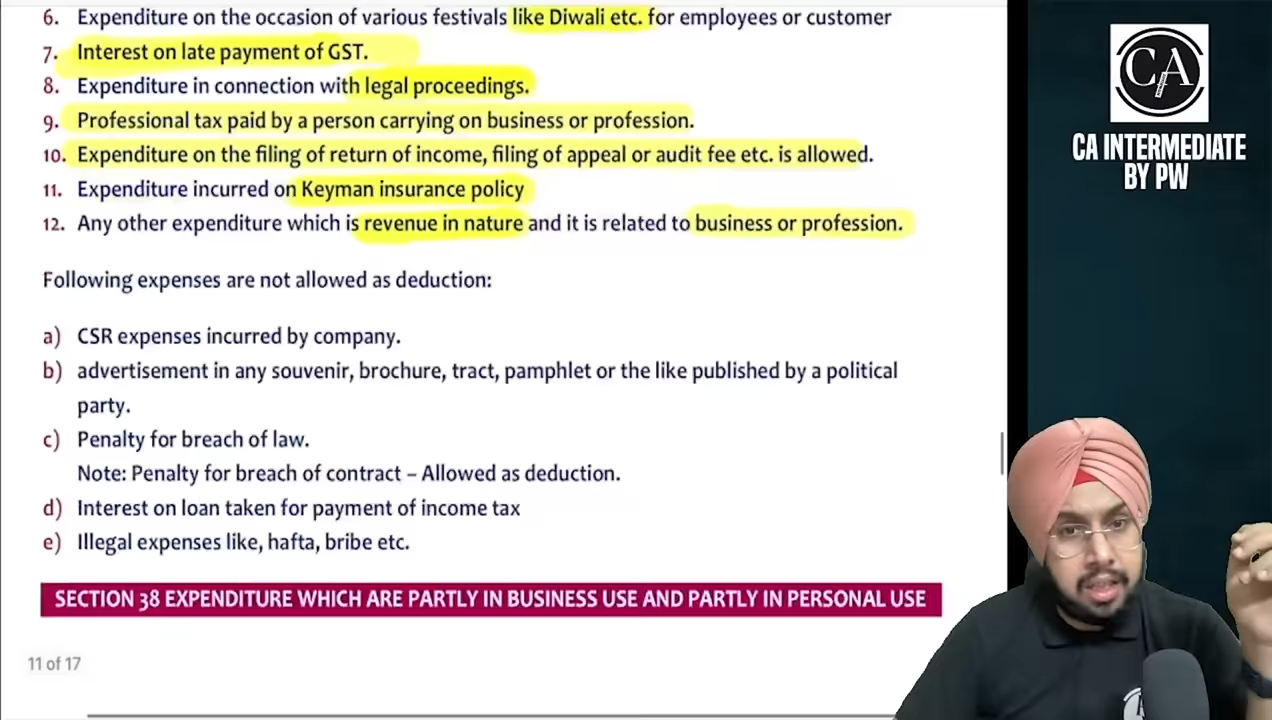 6. Expenditure on the occasion of various festivals like Diwali etc. for employees or customer
7. Interest on late payment of GST.
8. Expenditure in connection with legal proceedings.
9. Professional tax paid by a person carrying on business or profession.
10. Expenditure on the filing of return of income, filing of appeal or audit fee etc. is allowed.
11. Expenditure incurred on Keyman insurance policy
12. Any other expenditure which is revenue in nature and it is related to business or profession.
Following expenses are not allowed as deduction:
a) CSR expenses incurred by company.
b) advertisement in any souvenir, brochure, tract, pamphlet or the like published by a political
party.
c) Penalty for breach of law.
Note: Penalty for breach of contract – Allowed as deduction.
d) Interest on loan taken for payment of income tax
e) Illegal expenses like, hafta, bribe etc.
SECTION 38 EXPENDITURE WHICH ARE PARTLY IN BUSINESS USE AND PARTLY IN PERSONAL USE
11 of 17
CA
CA INTERMEDIATE
BY PW